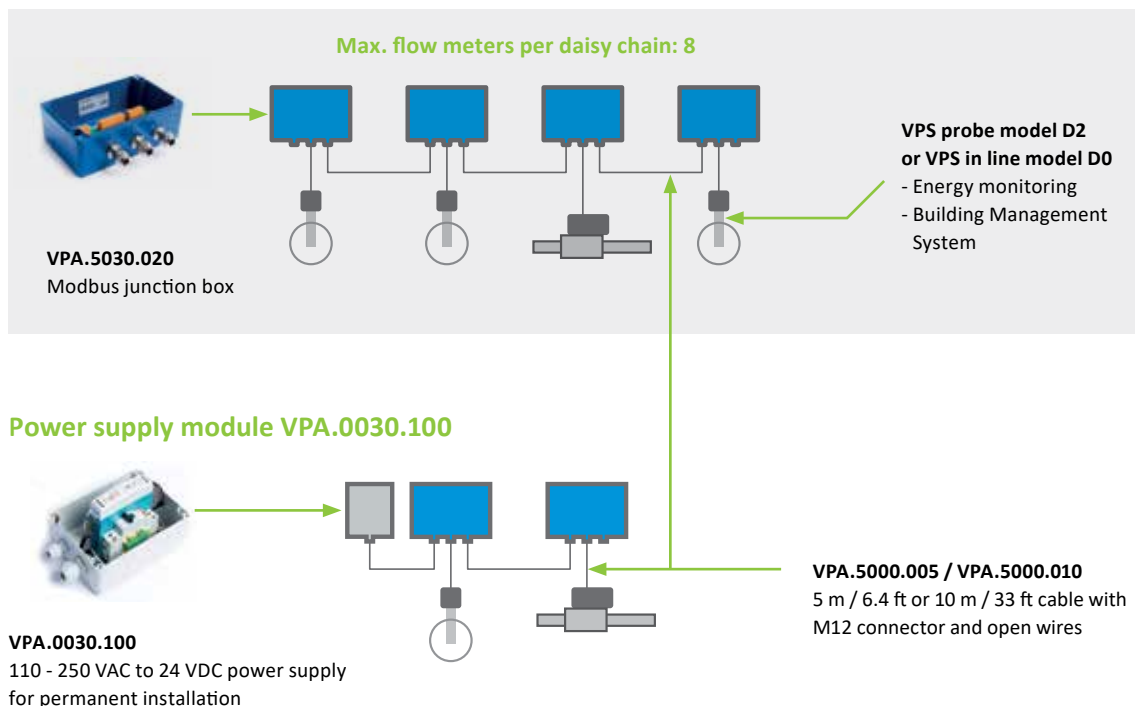 Max. flow meters per daisy chain: 8
VPS probe model D2
or VPS in line model D0
- Energy monitoring
- Building Management
System
VPA.5030.020
Modbus junction box
Power supply module VPA.0030.100
VPA.5000.005 / VPA.5000.010
5 m / 6.4 ft or 10 m / 33 ft cable with
M12 connector and open wires
VPA.0030.100
110 - 250 VAC to 24 VDC power supply
for permanent installation